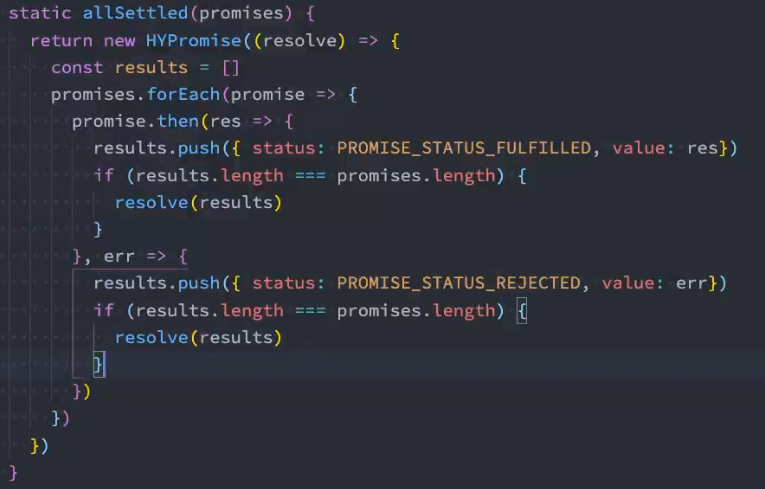 static allSettled(promises) {
  return new HYPromise((resolve) => {
    const results = []
    promises.forEach(promise => {
      promise.then(res => {
        results.push({ status: PROMISE_STATUS_FULFILLED, value: res})
        if (results.length === promises.length) {
          resolve(results)
        }
      }, err => {
        results.push({ status: PROMISE_STATUS_REJECTED, value: err})
        if (results.length === promises.length) {
          resolve(results)
        }
      })
    })
  })
}